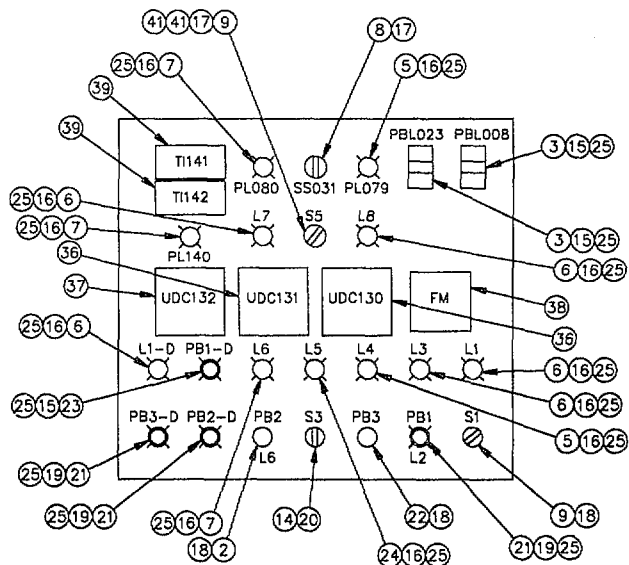 41 41 17 9
8 17
25 16 7
5 16 25
39
PBL023 PBL008
39
TI141
3 15 25
TI142
PL080 SS031 PL079
25 16 6
L7 S5 L8
3 15 25
25 16 7
PL140
6 16 25
36
37
UDC132 UDC131 UDC130 FM
38
36
25 16 6
L1-D PB1-D L6 L5 L4 L3 L1
6 16 25
25 15 23
6 16 25
PB3-D PB2-D PB2 S3 PB3 PB1 S1
5 16 25
L6 L2
25 19 21
25 19 21
14 20
22 18
9 18
25 16 7
21 19 25
18 2
24 16 25